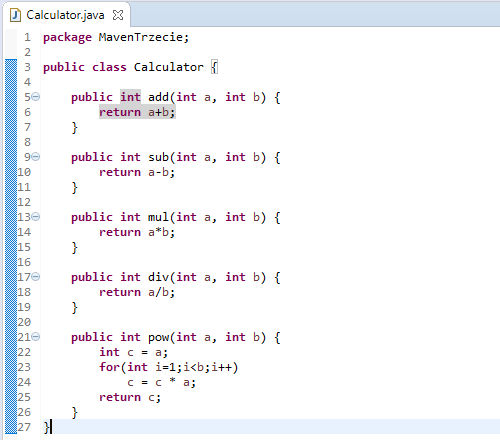 Calculator.java
1 package MavenTrzecie;
2
3 public class Calculator {
4
5 public int add(int a, int b) {
6 return a+b;
7 }
8
9 public int sub(int a, int b) {
10 return a-b;
11 }
12
13 public int mul(int a, int b) {
14 return a*b;
15 }
16
17 public int div(int a, int b) {
18 return a/b;
19 }
20
21 public int pow(int a, int b) {
22 int c = a;
23 for(int i=1;i<b;i++)
24 c = c * a;
25 return c;
26 }
27 }